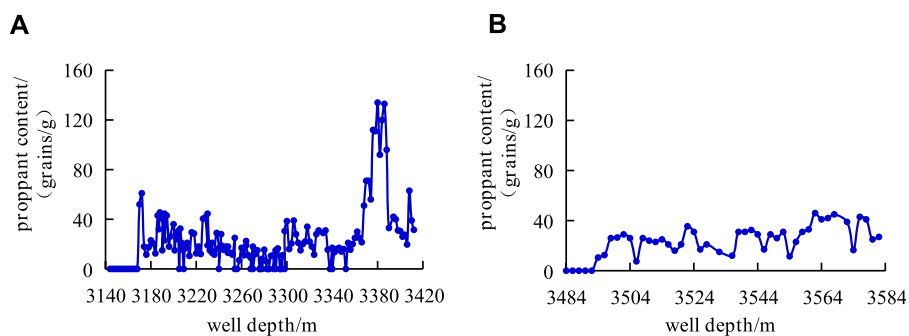 A
B
proppant content/
(grains/g)
160
120
80
40
0
3140 3180 3220 3260 3300 3340 3380 3420
well depth/m
proppant content/
(grains/g)
160
120
80
40
0
3484 3504 3524 3544 3564 3584
well depth/m